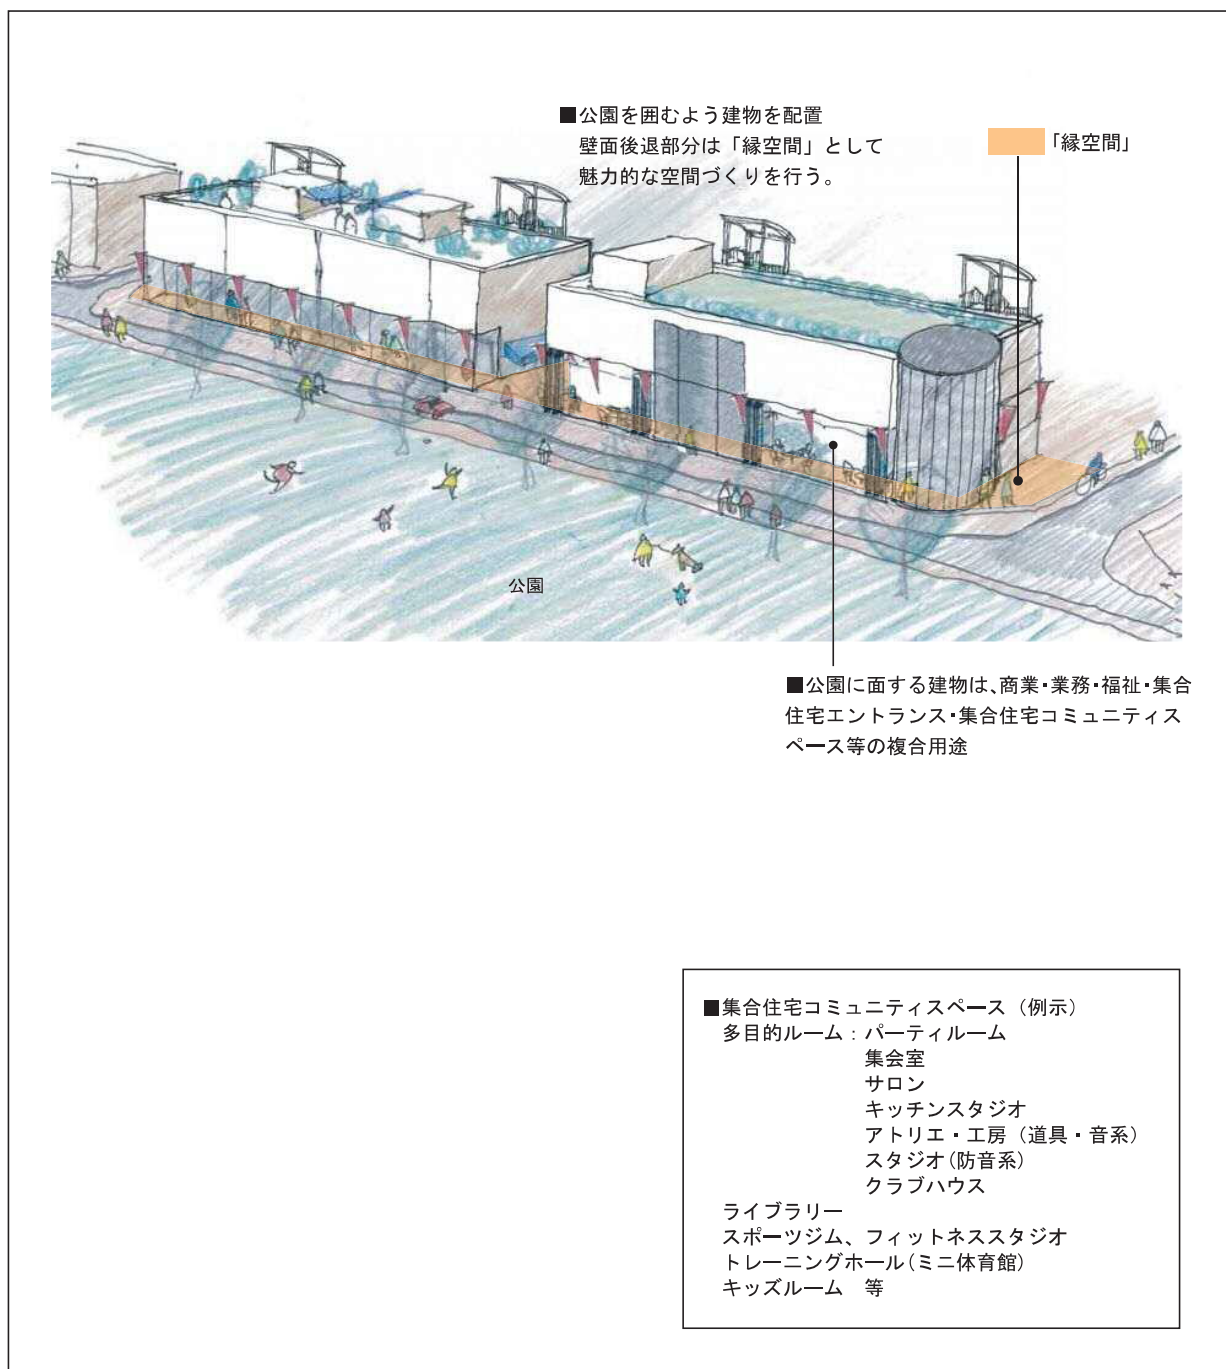 ■公園を囲むよう建物を配置
壁面後退部分は「縁空間」として
魅力的な空間づくりを行う。
「縁空間」
公園
■公園に面する建物は、商業・業務・福祉・集合
住宅エントランス・集合住宅コミュニティス
ペース等の複合用途
■集合住宅コミュニティスペース（例示）
多目的ルーム：パーティルーム
集会室
サロン
キッチンスタジオ
アトリエ・工房（道具・音系）
スタジオ(防音系)
クラブハウス
ライブラリー
スポーツジム、フィットネススタジオ
トレーニングホール(ミニ体育館)
キッズルーム　等